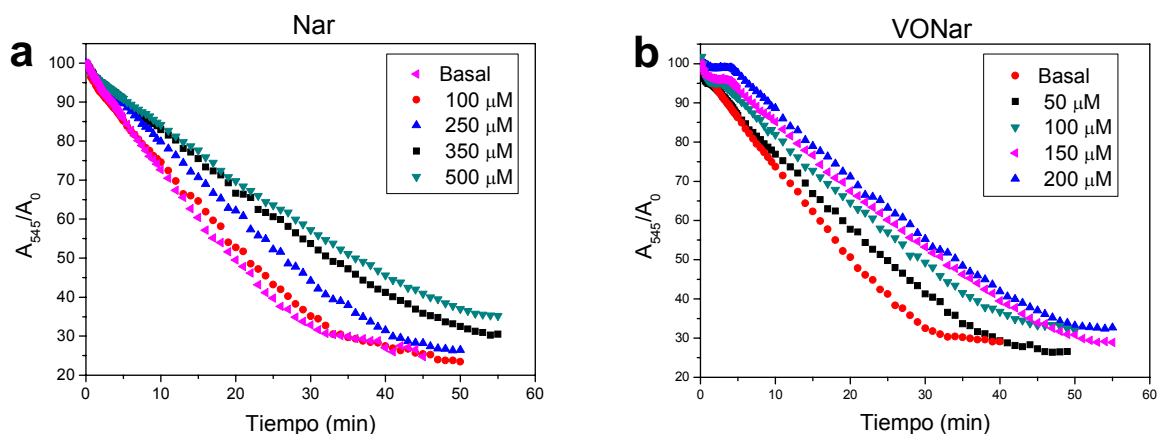 a
Nar
A545/A0
100
90
80
70
60
50
40
30
20
Basal
100 μM
250 μM
350 μM
500 μM
0 10 20 30 40 50 60
Tiempo (min)
b
VONar
A545/A0
100
90
80
70
60
50
40
30
20
Basal
50 μM
100 μM
150 μM
200 μM
0 10 20 30 40 50 60
Tiempo (min)